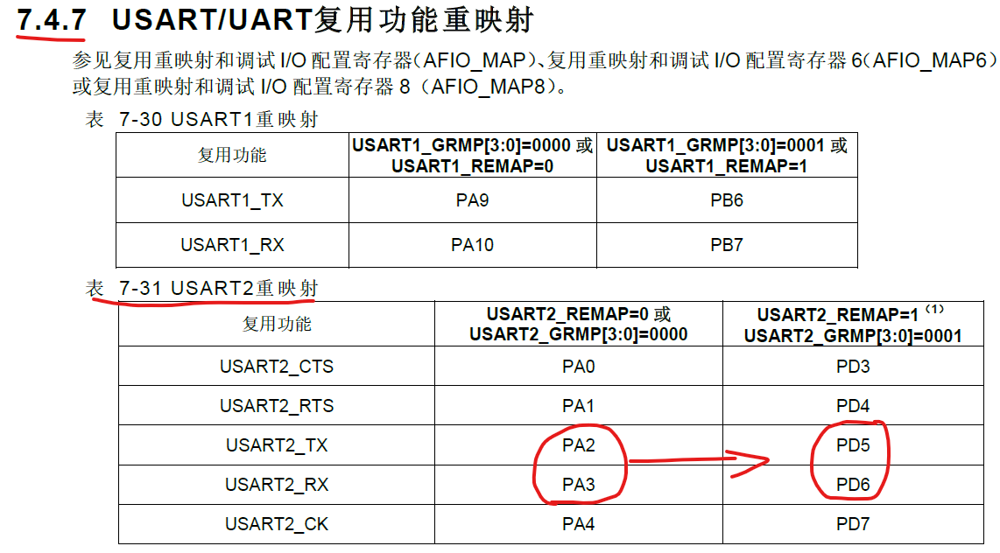 7.4.7 USART/UART复用功能重映射
参见复用重映射和调试 I/O 配置寄存器（AFIO_MAP）、复用重映射和调试 I/O 配置寄存器 6（AFIO_MAP6）
或复用重映射和调试 I/O 配置寄存器 8（AFIO_MAP8）。
表 7-30 USART1重映射
复用功能 USART1_GRMP[3:0]=0000 或 USART1_GRMP[3:0]=0001 或
USART1_REMAP=0 USART1_REMAP=1
USART1_TX PA9 PB6
USART1_RX PA10 PB7
表 7-31 USART2重映射
复用功能 USART2_REMAP=0 或 USART2_REMAP=1（1）
USART2_GRMP[3:0]=0000 USART2_GRMP[3:0]=0001
USART2_CTS PA0 PD3
USART2_RTS PA1 PD4
USART2_TX PA2 PD5
USART2_RX PA3 PD6
USART2_CK PA4 PD7